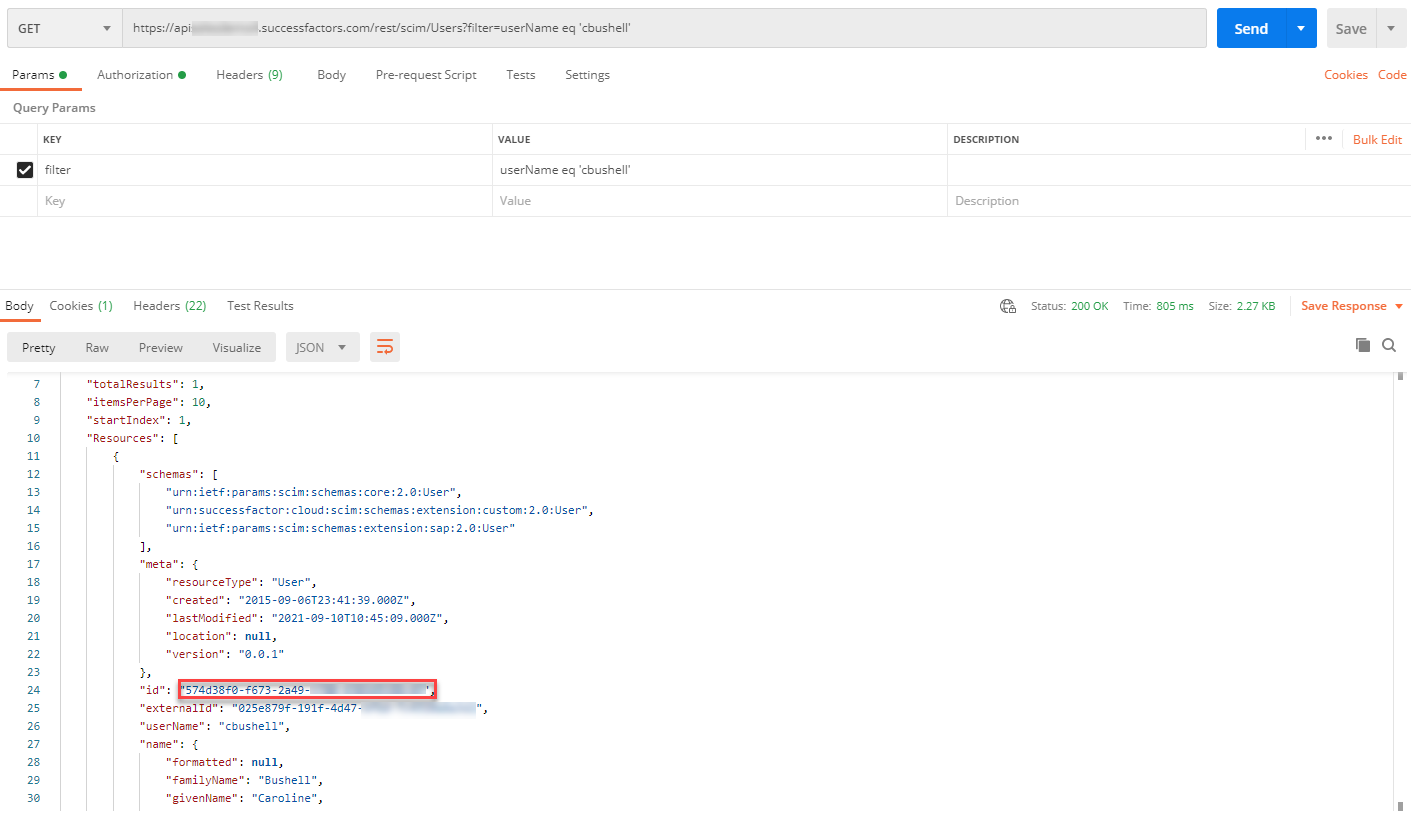 GET https://api .successfactors.com/rest/scim/Users?filter=userName eq 'cbushell' Send Save
Params Authorization Headers (9) Body Pre-request Script Tests Settings Cookies Code
Query Params
KEY VALUE DESCRIPTION ••• Bulk Edit
filter userName eq 'cbushell'
Key Value Description
Body Cookies (1) Headers (22) Test Results Status: 200 OK Time: 805 ms Size: 2.27 KB Save Response
Pretty Raw Preview Visualize JSON
7 "totalResults": 1,
8 "itemsPerPage": 10,
9 "startIndex": 1,
10 "Resources": [
11 {
12 "schemas": [
13 "urn:ietf:params:scim:schemas:core:2.0:User",
14 "urn:successfactor:cloud:scim:schemas:extension:custom:2.0:User",
15 "urn:ietf:params:scim:schemas:extension:sap:2.0:User"
16 ],
17 "meta": {
18 "resourceType": "User",
19 "created": "2015-09-06T23:41:39.000Z",
20 "lastModified": "2021-09-10T10:45:09.000Z",
21 "location": null,
22 "version": "0.0.1"
23 },
24 "id": "574d38f0-f673-2a49- ",
25 "externalId": "025e879f-191f-4d47- ",
26 "userName": "cbushell",
27 "name": {
28 "formatted": null,
29 "familyName": "Bushell",
30 "givenName": "Caroline",